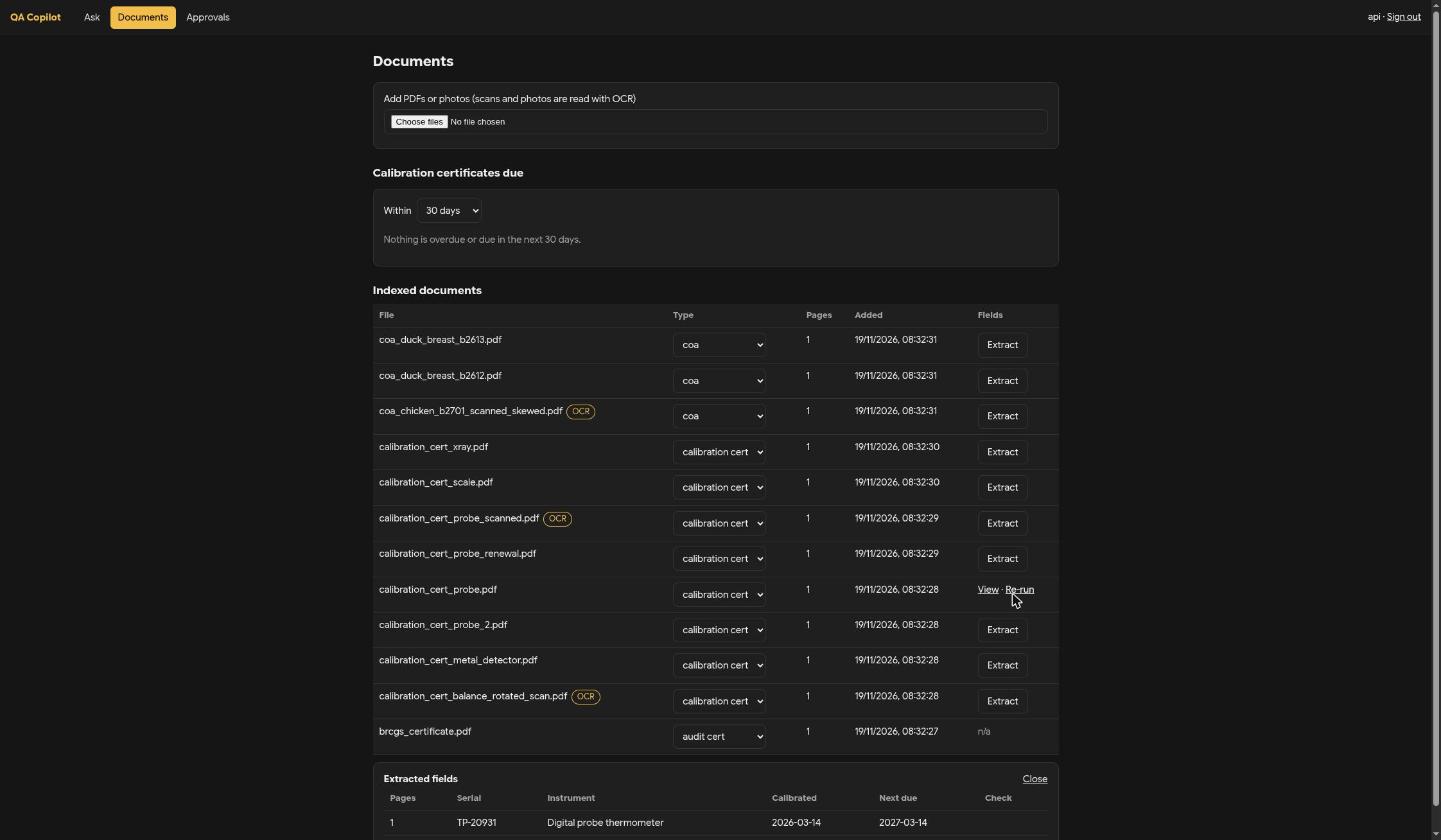 QA Copilot Ask Documents Approvals api · Sign out
Documents
Add PDFs or photos (scans and photos are read with OCR)
Choose files No file chosen
Calibration certificates due
Within 30 days
Nothing is overdue or due in the next 30 days.
Indexed documents
File Type Pages Added Fields
coa_duck_breast_b2613.pdf coa 1 19/11/2026, 08:32:31 Extract
coa_duck_breast_b2612.pdf coa 1 19/11/2026, 08:32:31 Extract
coa_chicken_b2701_scanned_skewed.pdf OCR coa 1 19/11/2026, 08:32:31 Extract
calibration_cert_xray.pdf calibration cert 1 19/11/2026, 08:32:30 Extract
calibration_cert_scale.pdf calibration cert 1 19/11/2026, 08:32:30 Extract
calibration_cert_probe_scanned.pdf OCR calibration cert 1 19/11/2026, 08:32:29 Extract
calibration_cert_probe_renewal.pdf calibration cert 1 19/11/2026, 08:32:29 Extract
calibration_cert_probe.pdf calibration cert 1 19/11/2026, 08:32:28 View · Re-run
calibration_cert_probe_2.pdf calibration cert 1 19/11/2026, 08:32:28 Extract
calibration_cert_metal_detector.pdf calibration cert 1 19/11/2026, 08:32:28 Extract
calibration_cert_balance_rotated_scan.pdf OCR calibration cert 1 19/11/2026, 08:32:28 Extract
brcgs_certificate.pdf audit cert 1 19/11/2026, 08:32:27 n/a
Extracted fields Close
Pages Serial Instrument Calibrated Next due Check
1 TP-20931 Digital probe thermometer 2026-03-14 2027-03-14